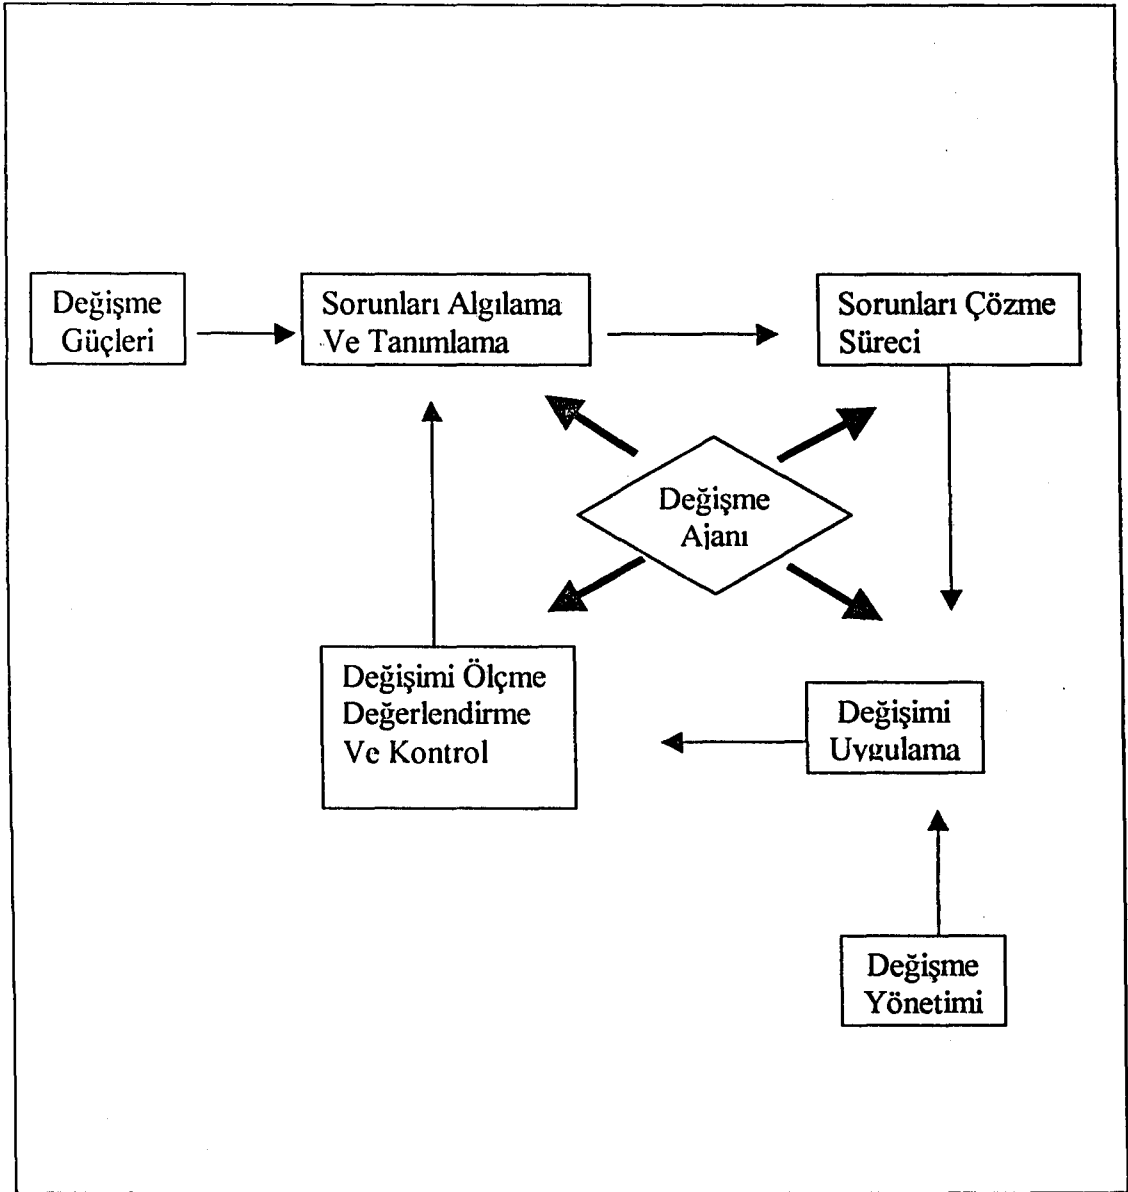 Değişme
Güçleri
Sorunları Algılama
Ve Tanımlama
Sorunları Çözme
Süreci
Değişme
Ajanı
Değişimi Ölçme
Değerlendirme
Ve Kontrol
Değişimi
Uygulama
Değişme
Yönetimi